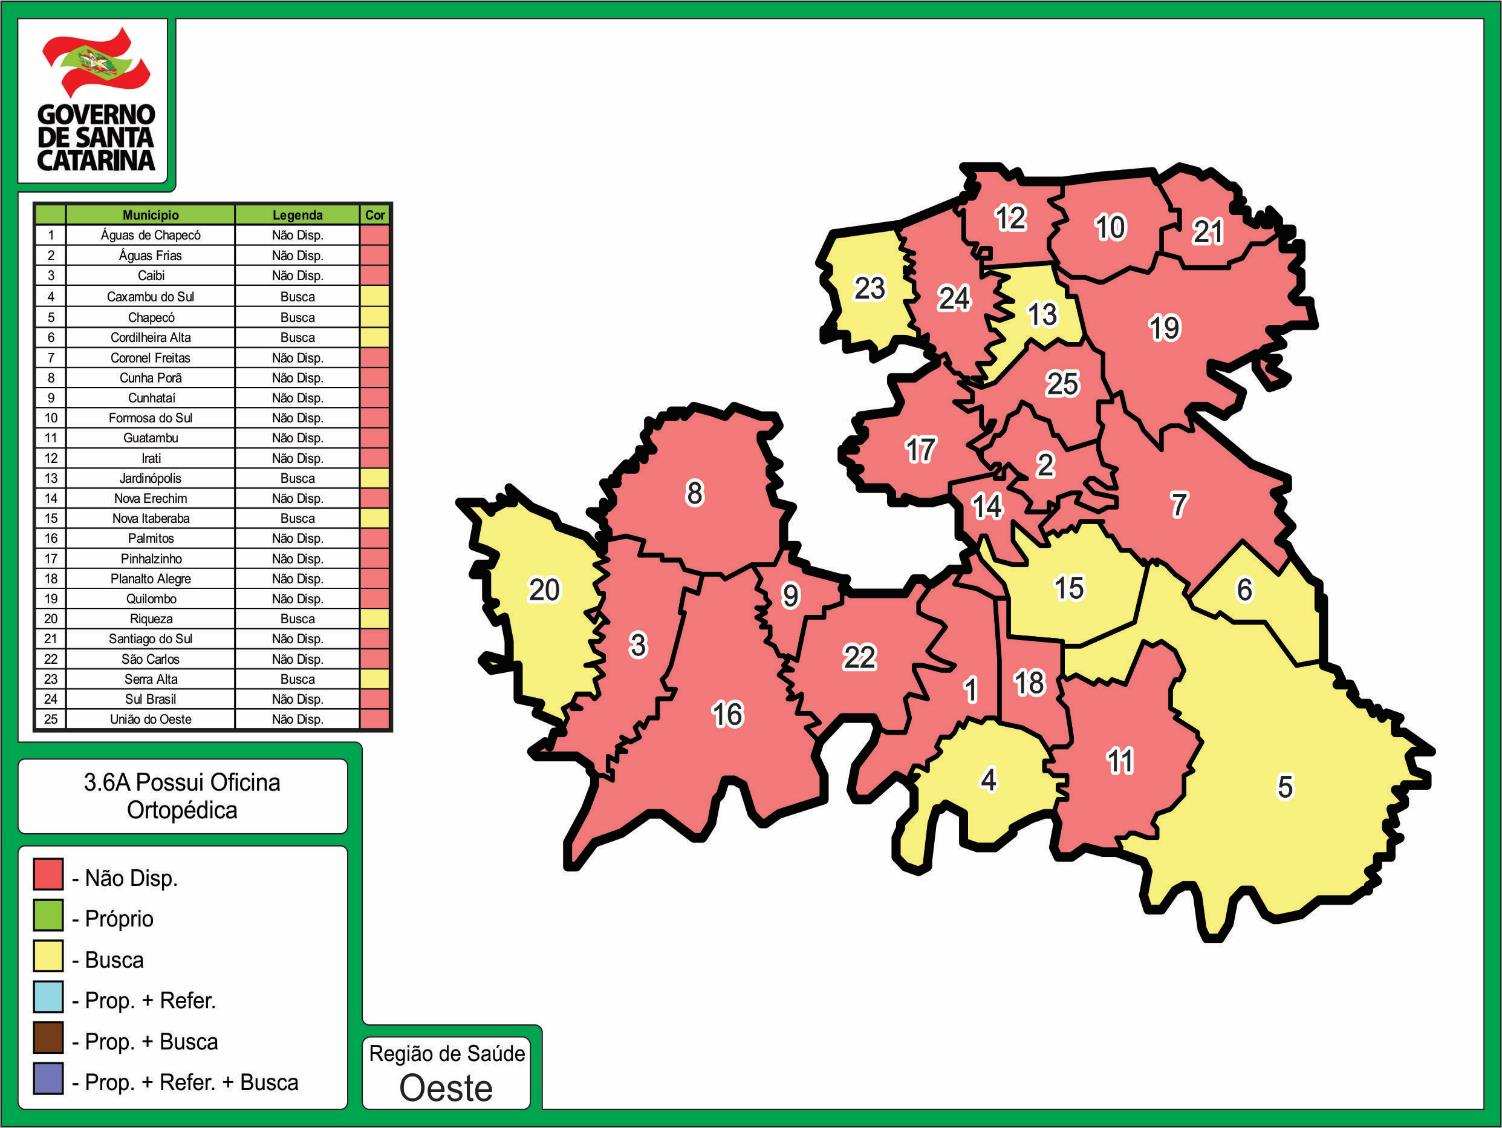 GOVERNO
DE SANTA
CATARINA
Município Legenda Cor
1 Águas de Chapecó Não Disp.
2 Águas Frias Não Disp.
3 Caibi Não Disp.
4 Caxambu do Sul Busca
5 Chapecó Busca
6 Cordilheira Alta Busca
7 Coronel Freitas Não Disp.
8 Cunha Porã Não Disp.
9 Cunhataí Não Disp.
10 Formosa do Sul Não Disp.
11 Guatambu Não Disp.
12 Irati Não Disp.
13 Jardinópolis Busca
14 Nova Erechim Não Disp.
15 Nova Itaberaba Busca
16 Palmitos Não Disp.
17 Pinhalzinho Não Disp.
18 Planalto Alegre Não Disp.
19 Quilombo Não Disp.
20 Riqueza Busca
21 Santiago do Sul Não Disp.
22 São Carlos Não Disp.
23 Serra Alta Busca
24 Sul Brasil Não Disp.
25 União do Oeste Não Disp.
12
10
21
23
24
13
19
25
17
2
14
7
8
20
9
15
6
3
22
1
18
16
4
11
5
3.6A Possui Oficina
Ortopédica
- Não Disp.
- Próprio
- Busca
- Prop. + Refer.
- Prop. + Busca
- Prop. + Refer. + Busca
Região de Saúde
Oeste